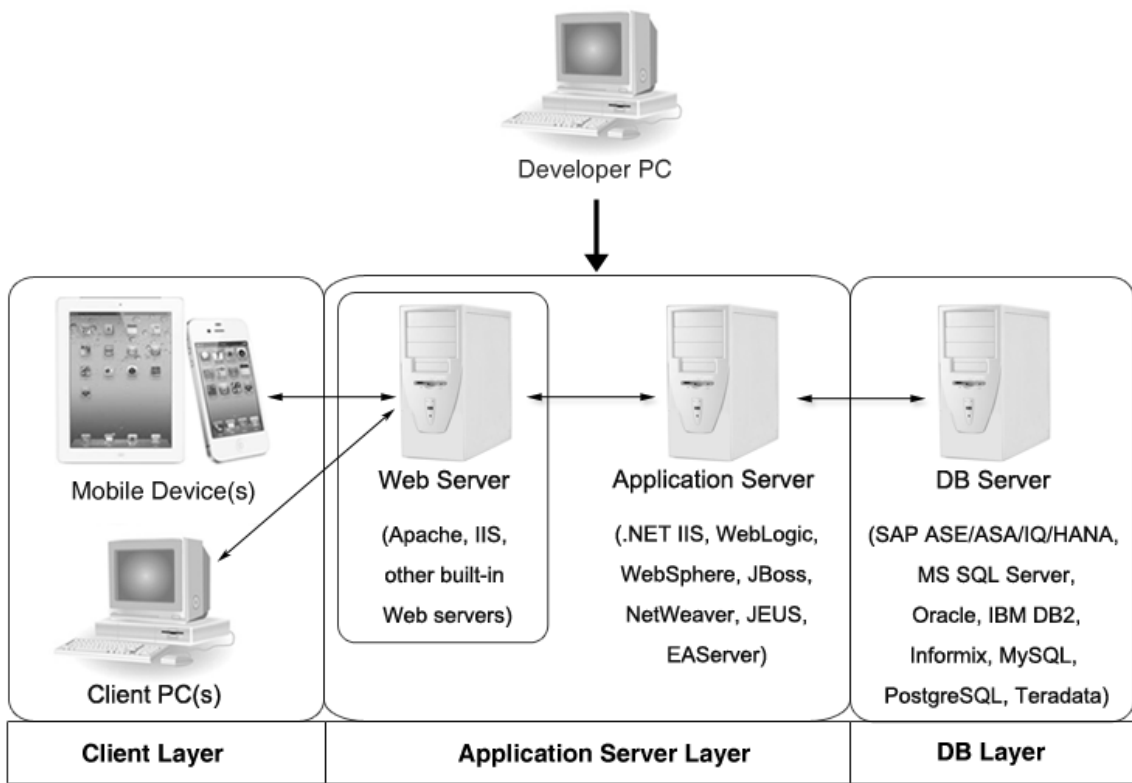 Developer PC
Mobile Device(s)
Client PC(s)
Web Server
(Apache, IIS,
other built-in
Web servers)
Application Server
(.NET IIS, WebLogic,
WebSphere, JBoss,
NetWeaver, JEUS,
EAServer)
DB Server
(SAP ASE/ASA/IQ/HANA,
MS SQL Server,
Oracle, IBM DB2,
Informix, MySQL,
PostgreSQL, Teradata)
Client Layer
Application Server Layer
DB Layer